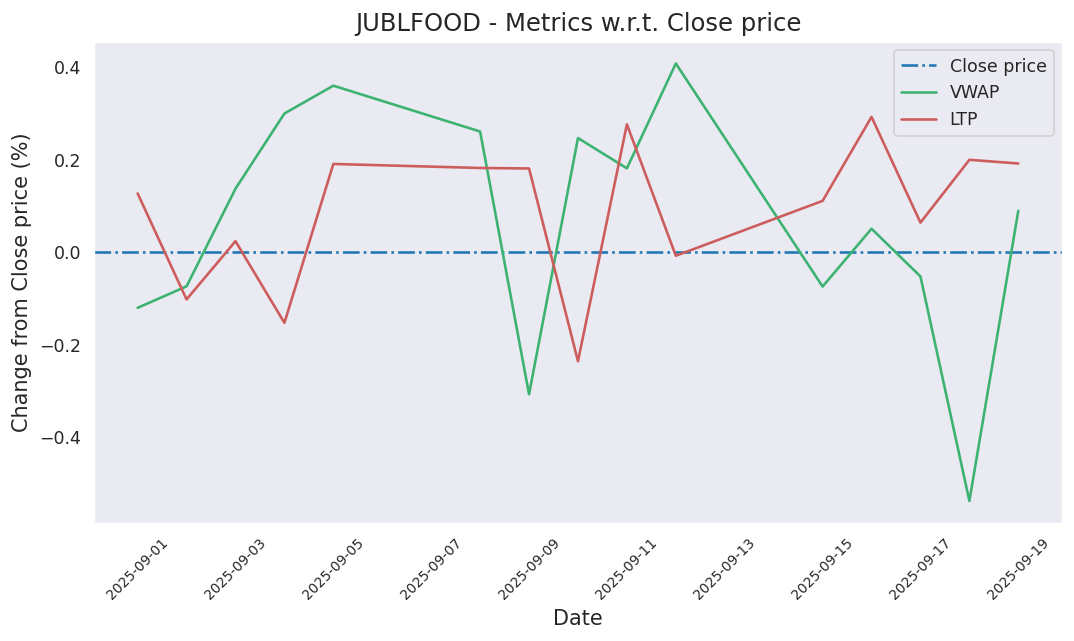 JUBLFOOD - Metrics w.r.t. Close price
Close price
VWAP
LTP
Change from Close price (%)
0.4
0.2
0.0
−0.2
−0.4
2025-09-01
2025-09-03
2025-09-05
2025-09-07
2025-09-09
2025-09-11
2025-09-13
2025-09-15
2025-09-17
2025-09-19
Date